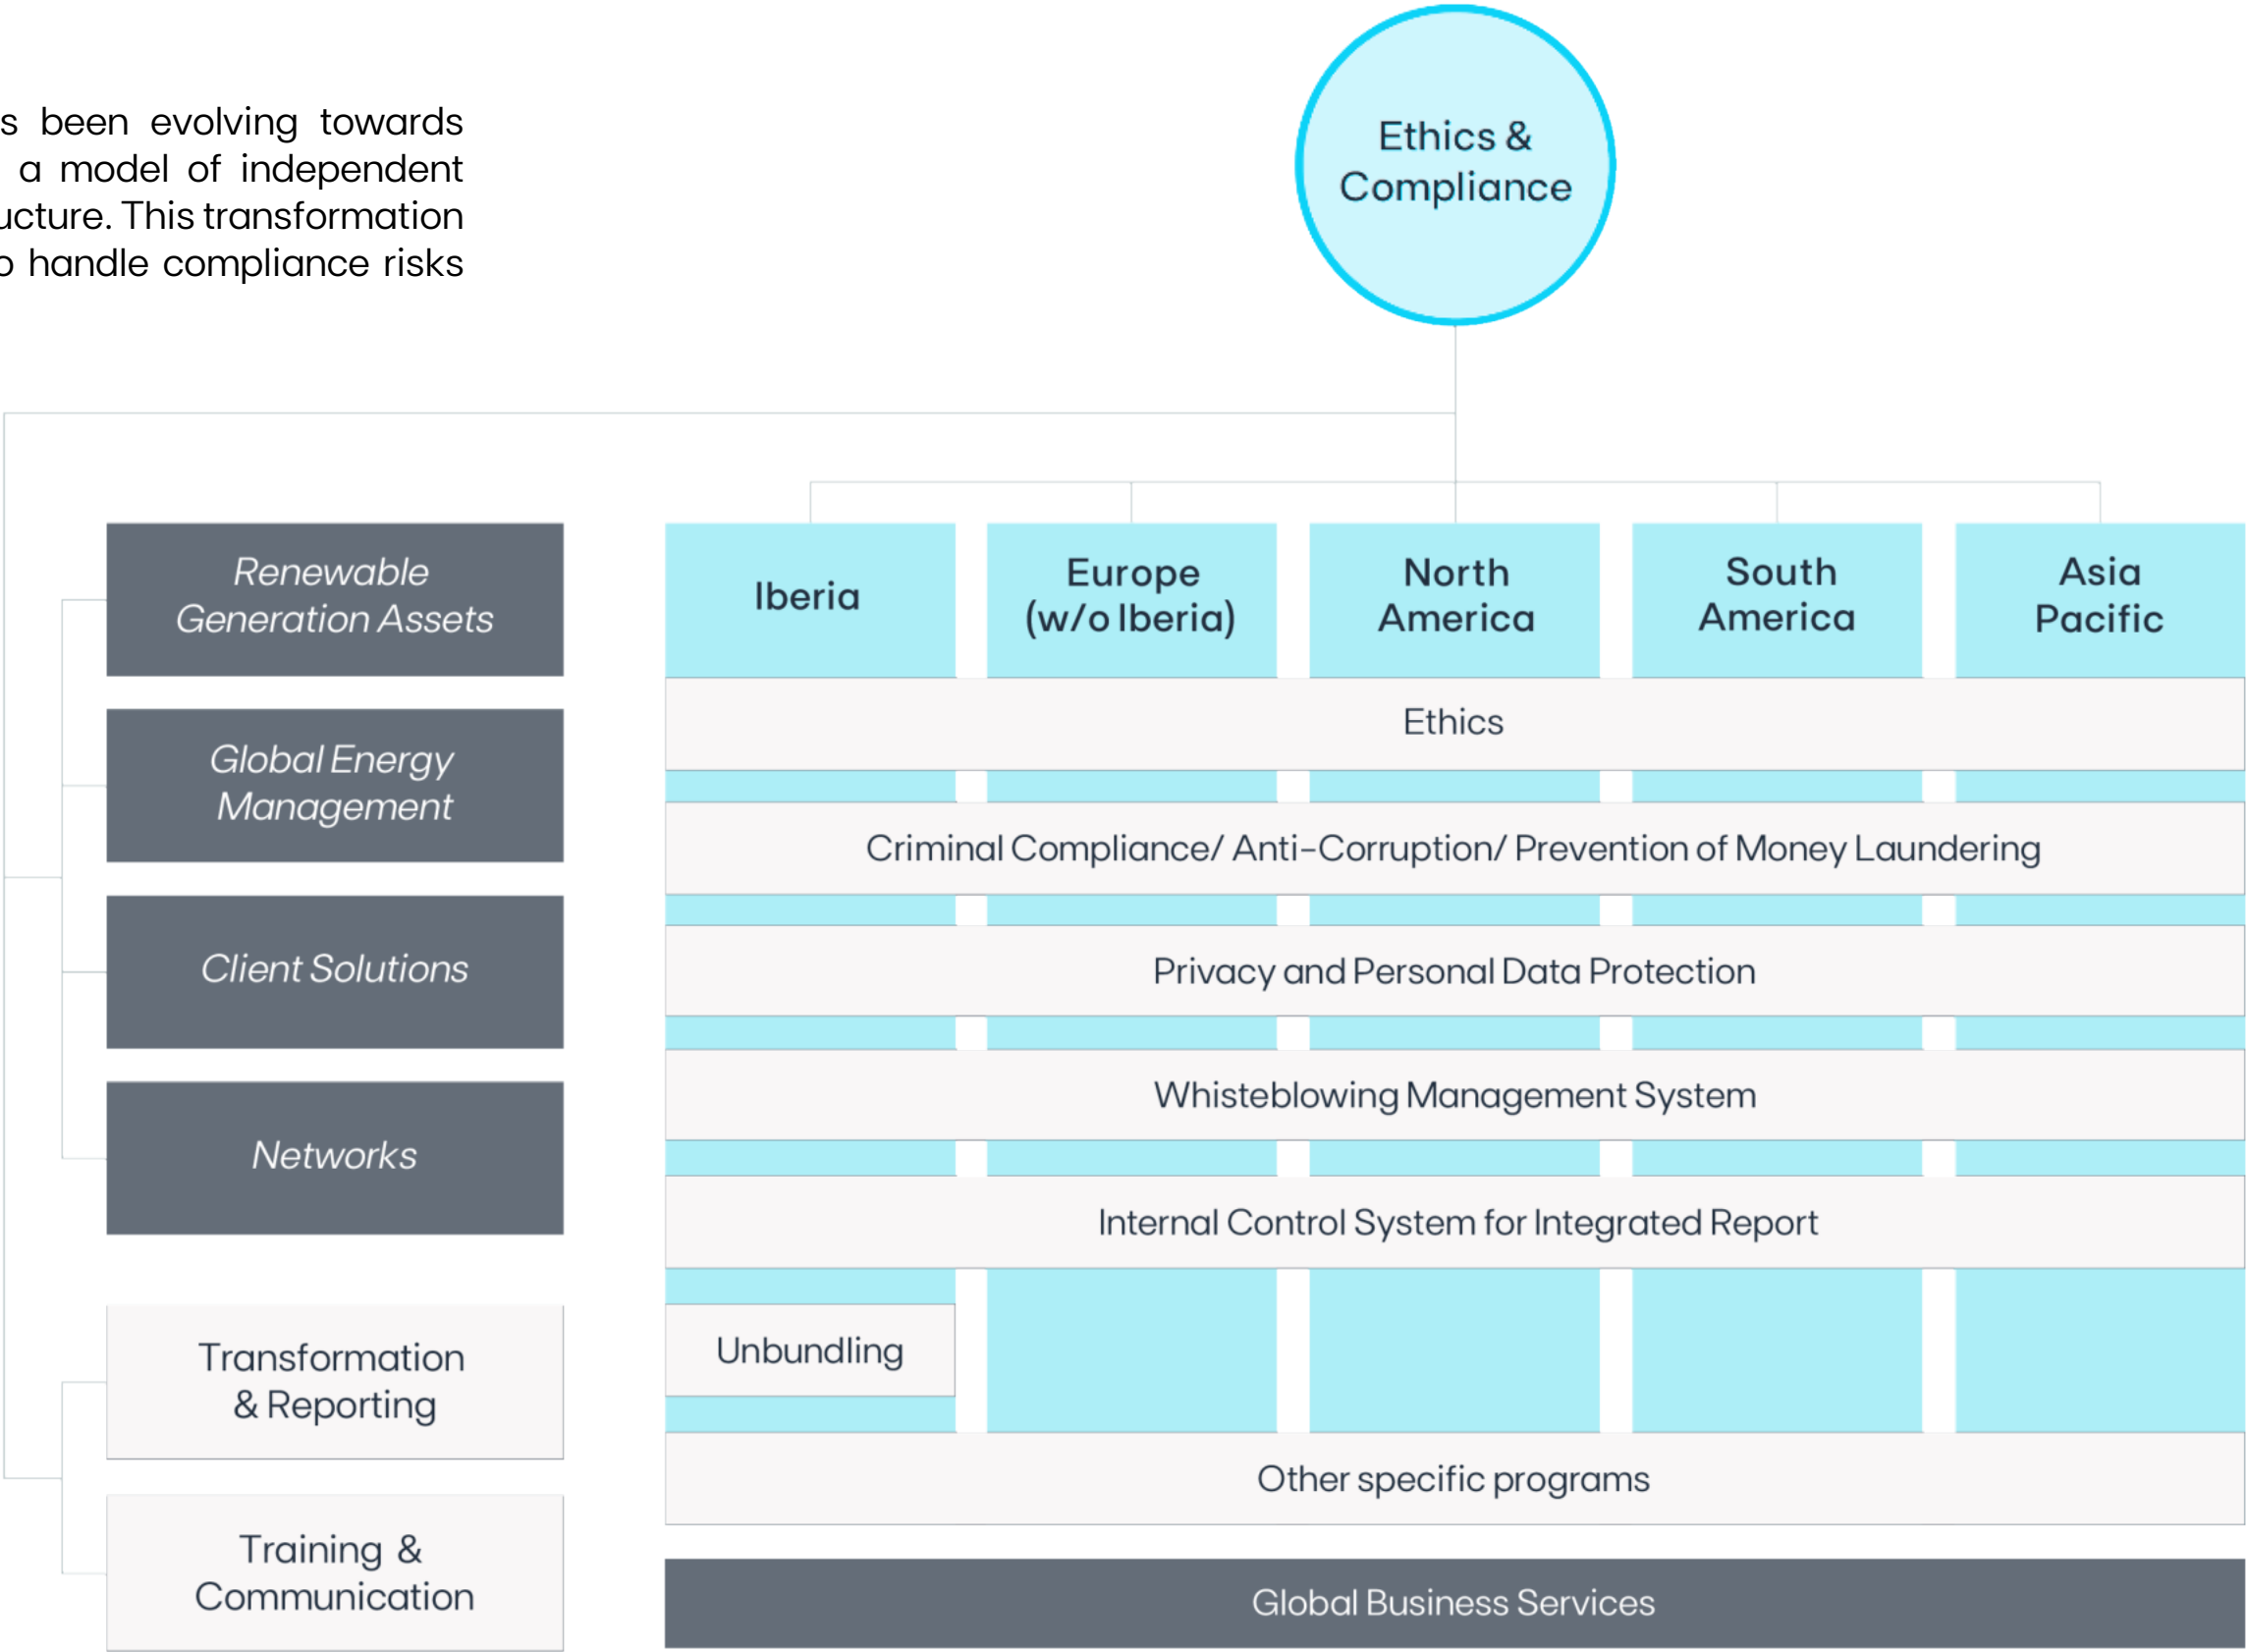 been evolving towards
a model of independent
This transformation
handle compliance risks
Ethics &
Compliance
Renewable
Generation Assets
Global Energy
Management
Client Solutions
Networks
Transformation
& Reporting
Training &
Communication
Iberia
Europe
(w/o Iberia)
North
America
South
America
Asia
Pacific
Ethics
Criminal Compliance/ Anti-Corruption/ Prevention of Money Laundering
Privacy and Personal Data Protection
Whisteblowing Management System
Internal Control System for Integrated Report
Unbundling
Other specific programs
Global Business Services